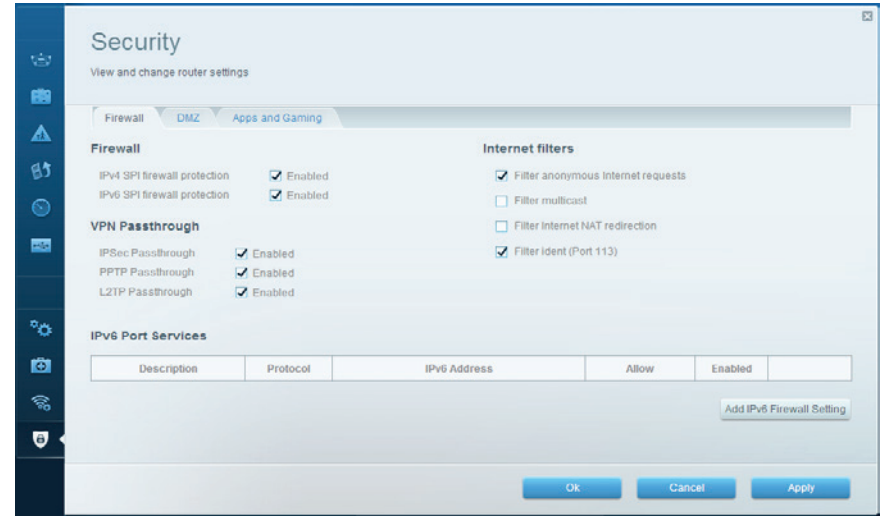 Security
View and change router settings
Firewall
DMZ
Apps and Gaming
Firewall
IPv4 SPI firewall protection
Enabled
IPv6 SPI firewall protection
Enabled
VPN Passthrough
IPSec Passthrough
Enabled
PPTP Passthrough
Enabled
L2TP Passthrough
Enabled
Internet filters
Filter anonymous Internet requests
Filter multicast
Filter Internet NAT redirection
Filter ident (Port 113)
IPv6 Port Services
Description Protocol IPv6 Address Allow Enabled
Add IPv6 Firewall Setting
Ok Cancel Apply